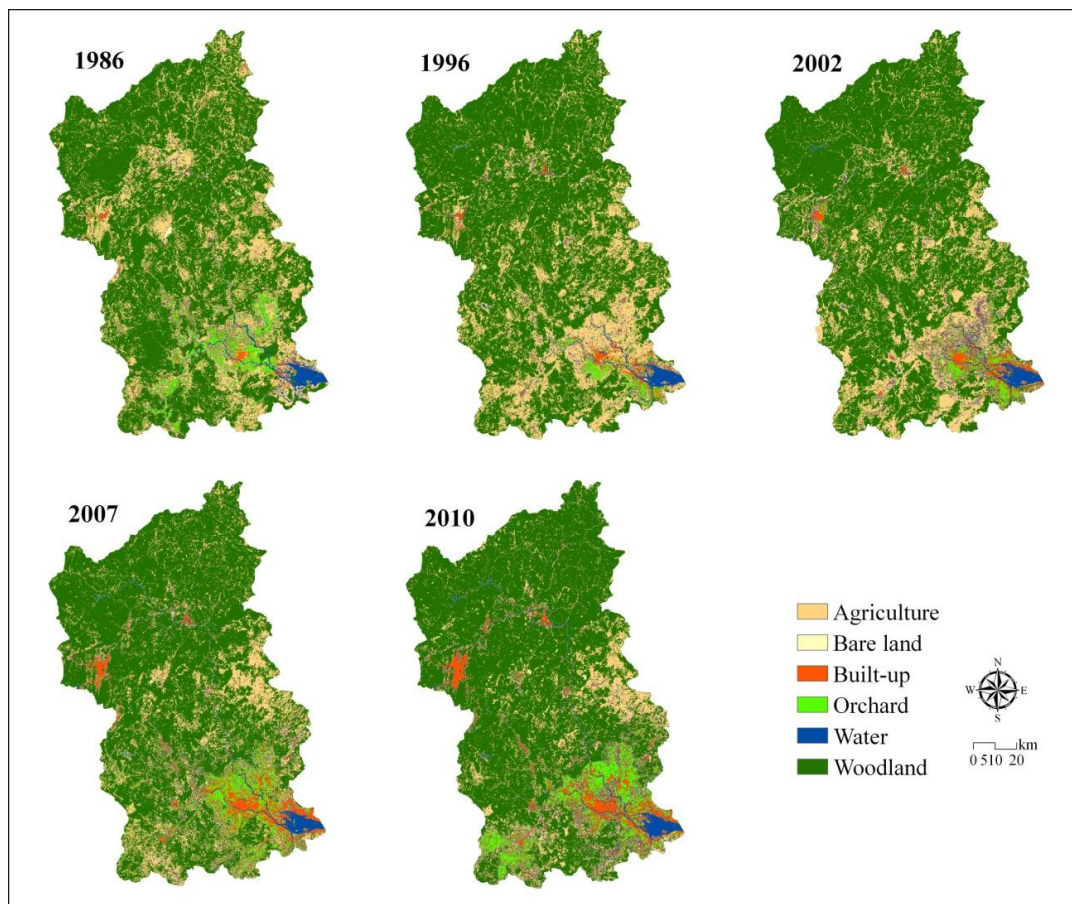 1986
1996
2002
2007
2010
Agriculture
Bare land
Built-up
Orchard
Water
Woodland
N
W E
S
km
0 510 20